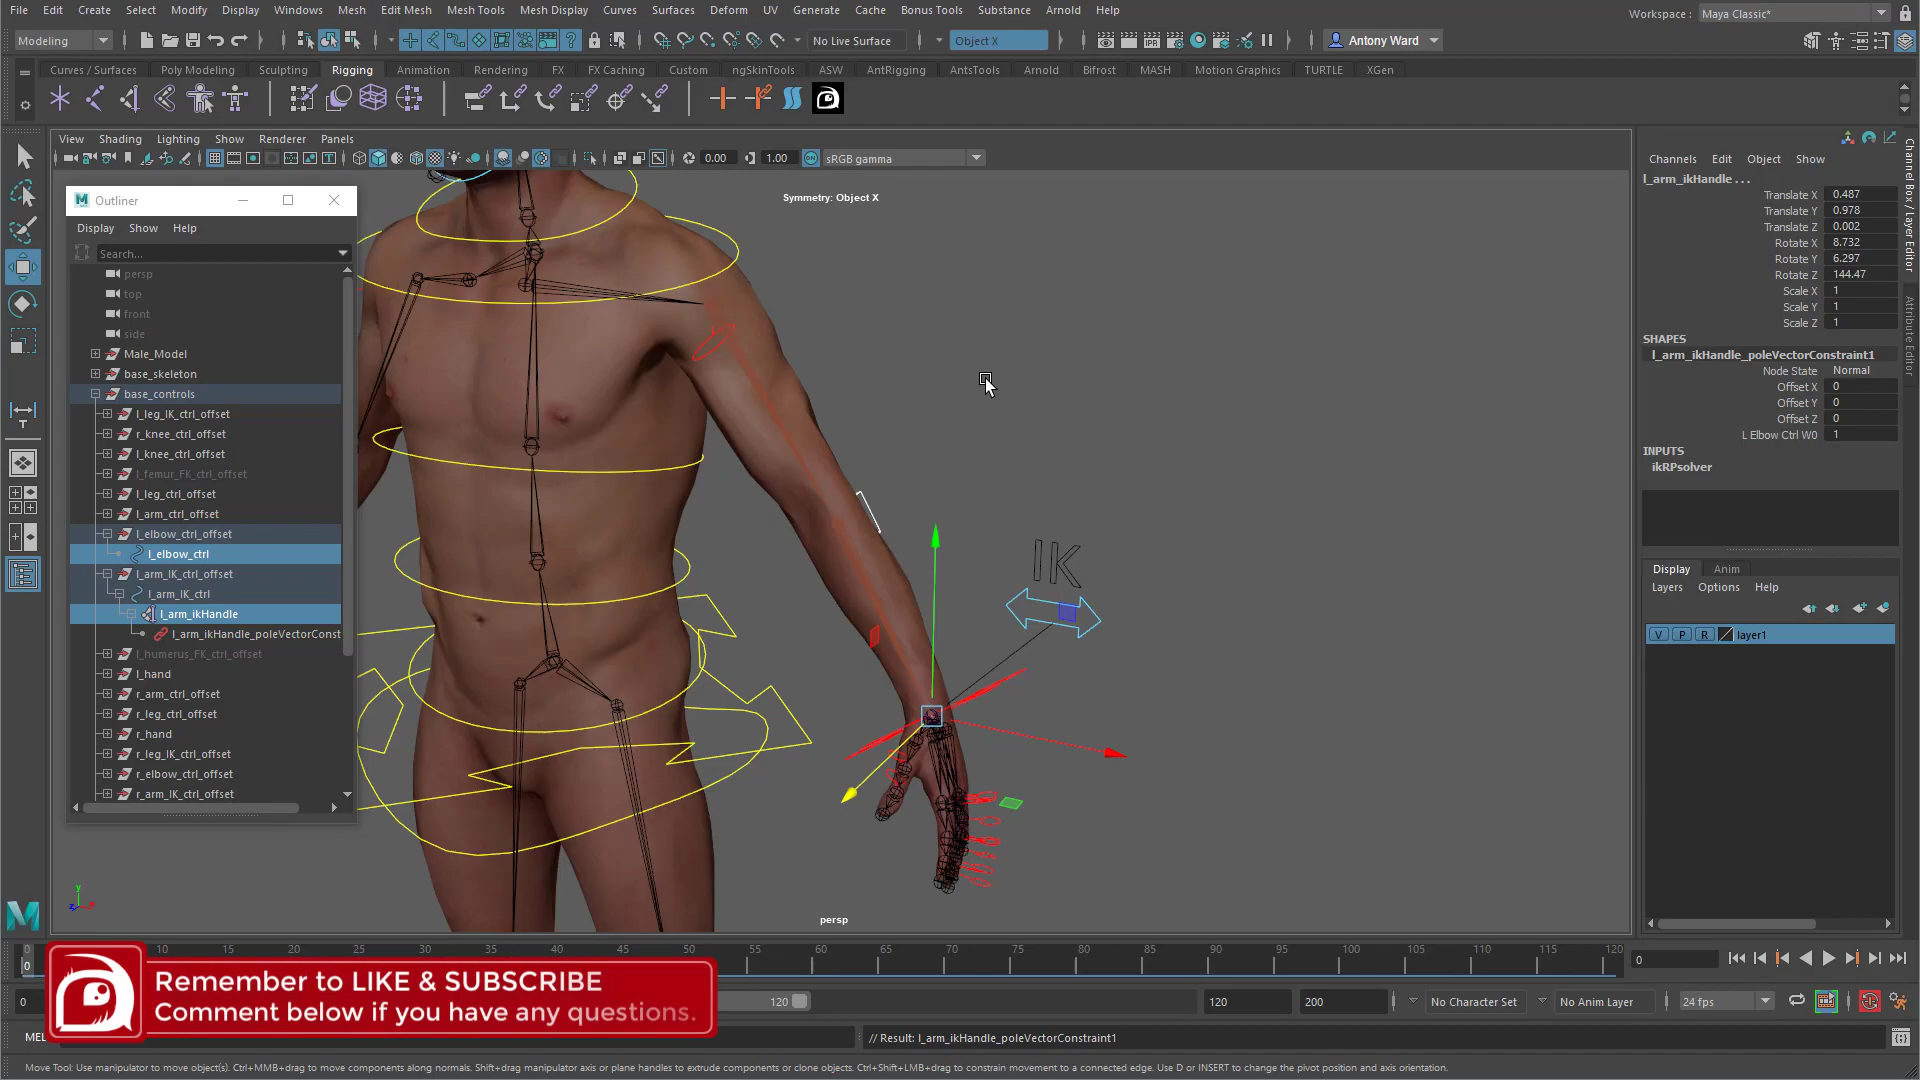 File Edit Create Select Modify Display Windows Mesh Edit Mesh Mesh Tools Mesh Display Curves Surfaces Deform UV Generate Cache Bonus Tools Substance Arnold Help
Workspace : Maya Classic*
Modeling No Live Surface Object X Antony Ward
Curves / Surfaces Poly Modeling Sculpting Rigging Animation Rendering FX FX Caching Custom ngSkinTools ASW AntRigging AntsTools Arnold Bifrost MASH Motion Graphics TURTLE XGen
View Shading Lighting Show Renderer Panels
0.00 1.00 sRGB gamma
Symmetry: Object X
Outliner
Display Show Help
Search...
persp
top
front
side
Male_Model
base_skeleton
base_controls
l_leg_IK_ctrl_offset
r_knee_ctrl_offset
l_knee_ctrl_offset
l_femur_FK_ctrl_offset
l_leg_ctrl_offset
l_arm_ctrl_offset
l_elbow_ctrl_offset
l_elbow_ctrl
l_arm_IK_ctrl_offset
l_arm_IK_ctrl
l_arm_ikHandle
l_arm_ikHandle_poleVectorConst
l_humerus_FK_ctrl_offset
l_hand
r_arm_ctrl_offset
r_leg_ctrl_offset
r_hand
r_leg_IK_ctrl_offset
r_elbow_ctrl_offset
r_arm_IK_ctrl_offset
IK
persp
Channels Edit Object Show
l_arm_ikHandle . . .
Translate X 0.487
Translate Y 0.978
Translate Z 0.002
Rotate X 8.732
Rotate Y 6.297
Rotate Z 144.47
Scale X 1
Scale Y 1
Scale Z 1
SHAPES
l_arm_ikHandle_poleVectorConstraint1
Node State Normal
Offset X 0
Offset Y 0
Offset Z 0
L Elbow Ctrl W0 1
INPUTS
ikRPsolver
Channel Box / Layer Editor
Attribute Editor
Display Anim
Layers Options Help
V P R layer1
0 10 15 20 25 30 35 40 45 50 55 60 65 70 75 80 85 90 95 100 105 110 115 120
0 0
0 120 120 200 No Character Set No Anim Layer 24 fps
Remember to LIKE & SUBSCRIBE
Comment below if you have any questions.
MEL // Result: l_arm_ikHandle_poleVectorConstraint1
Move Tool: Use manipulator to move object(s). Ctrl+MMB+drag to move components along normals. Shift+drag manipulator axis or plane handles to extrude components or clone objects. Ctrl+Shift+LMB+drag to constrain movement to a connected edge. Use D or INSERT to change the pivot position and axis orientation.